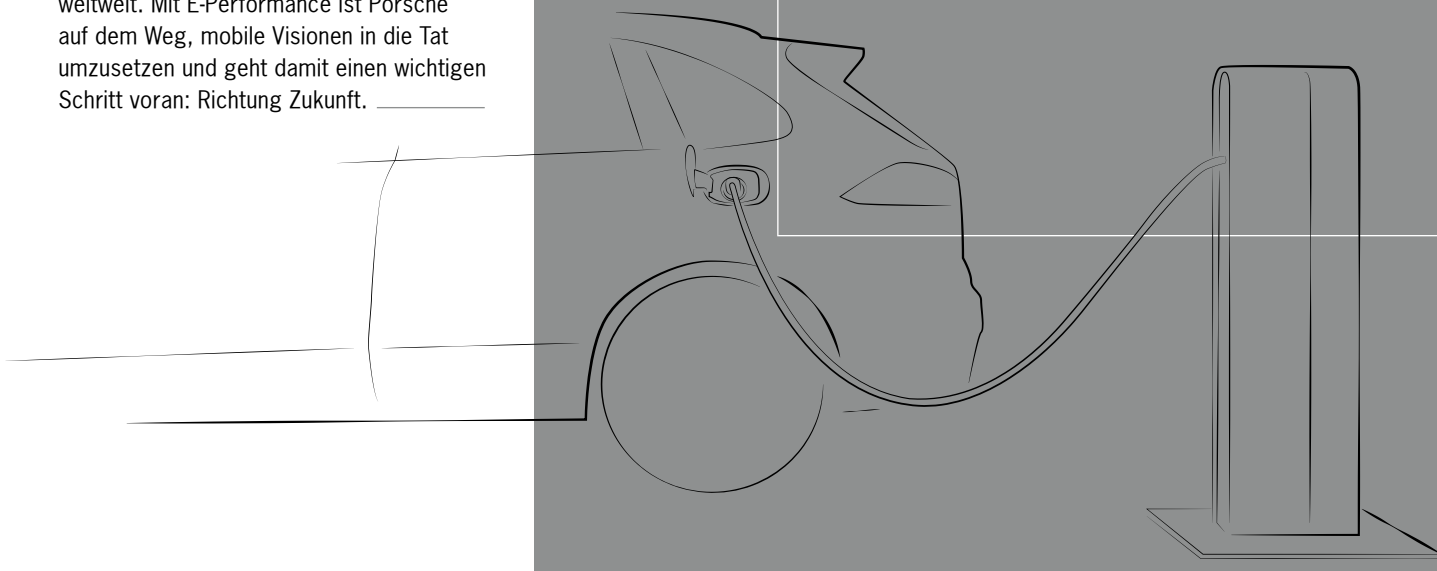 weltweit. Mit E-Performance ist Porsche
auf dem Weg, mobile Visionen in die Tat
umzusetzen und geht damit einen wichtigen
Schritt voran: Richtung Zukunft.